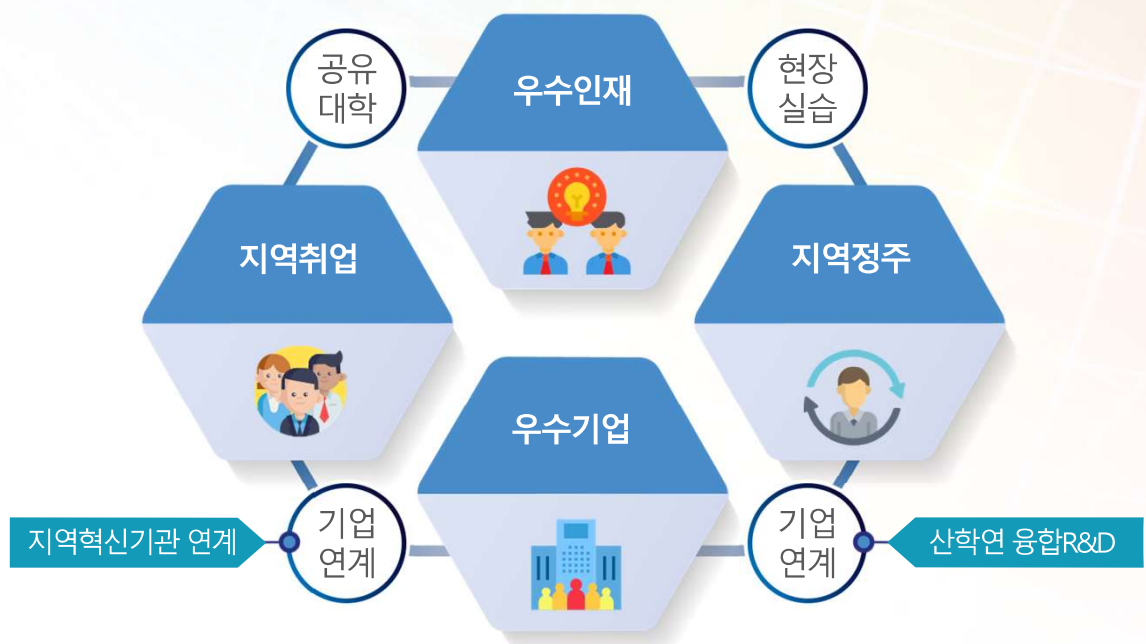 공유
대학
우수인재
현장
실습
지역취업
지역정주
우수기업
지역혁신기관 연계
기업
연계
기업
연계
산학연 융합R&D